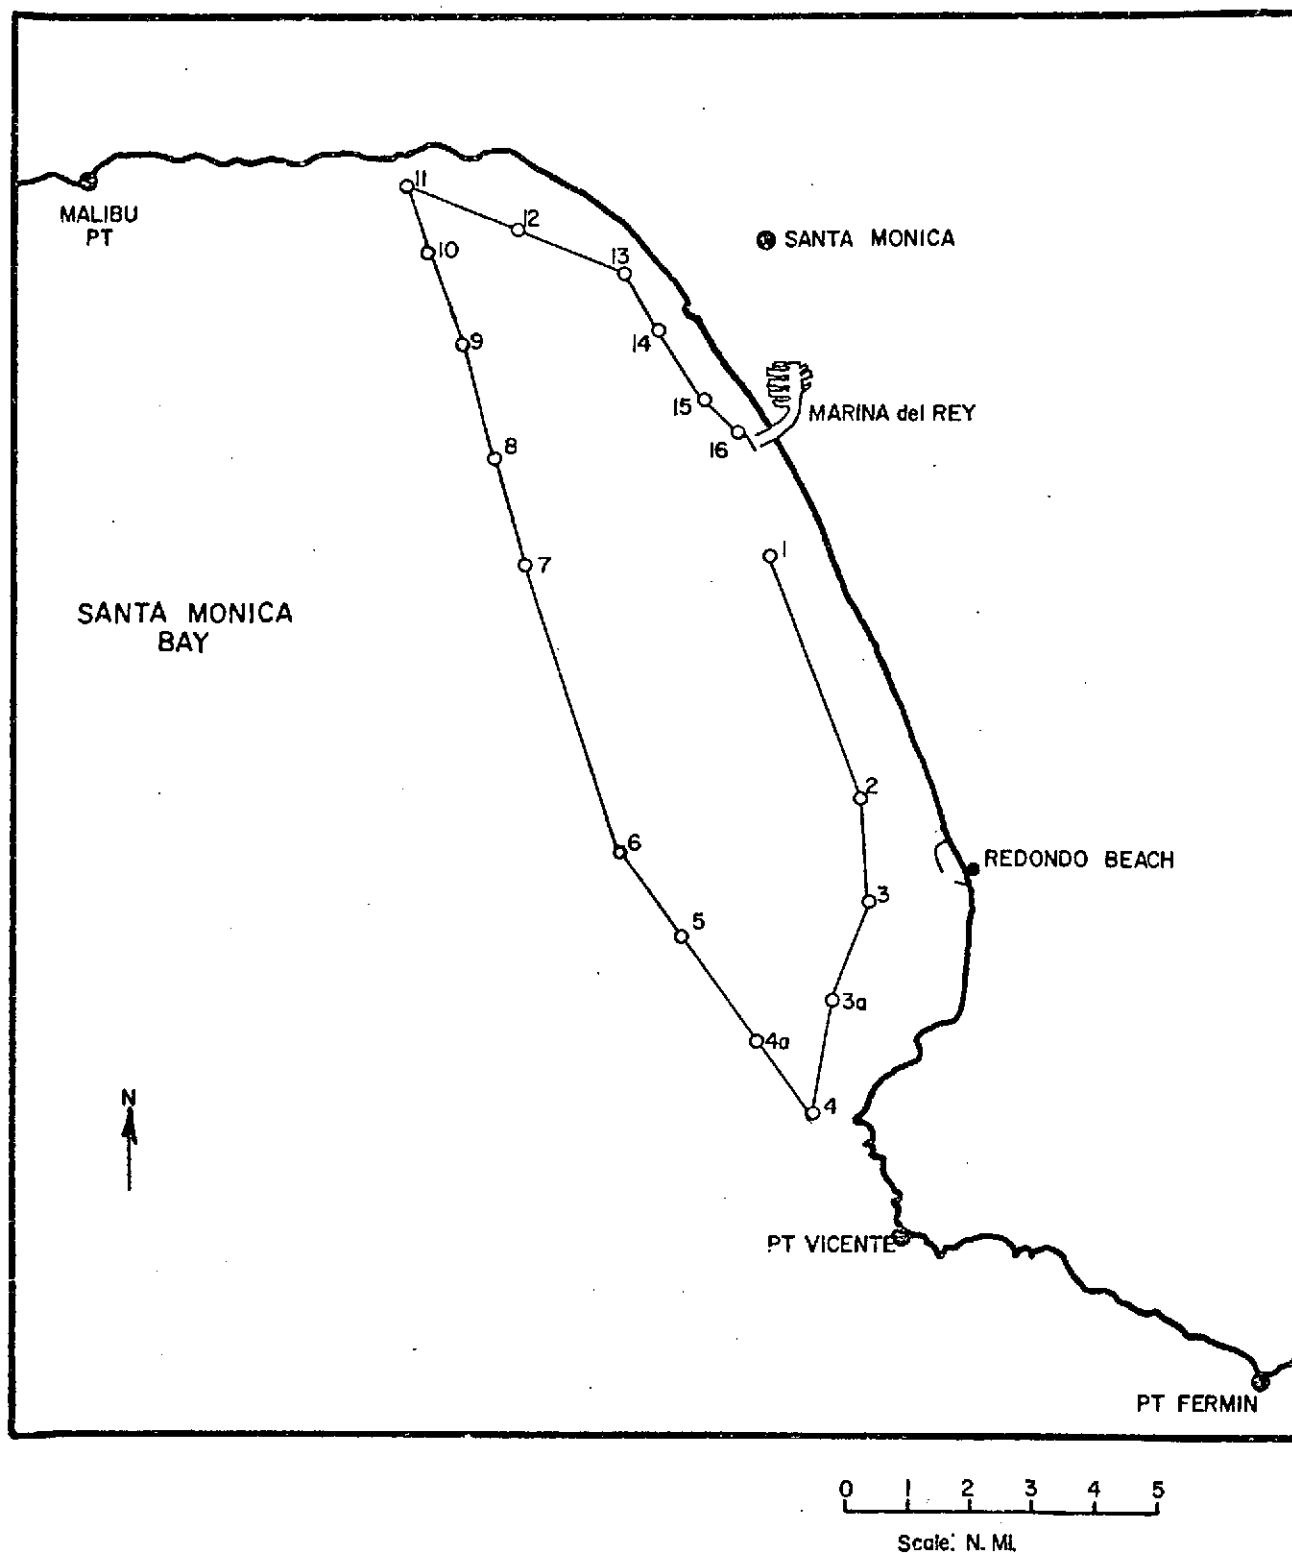 MALIBU
PT
11
12
10
13
SANTA MONICA
9
14
15
MARINA del REY
16
8
1
7
SANTA MONICA
BAY
2
6
REDONDO BEACH
3
5
3a
4a
N
4
PT VICENTE
PT FERMIN
0 1 2 3 4 5
Scale: N. MI.